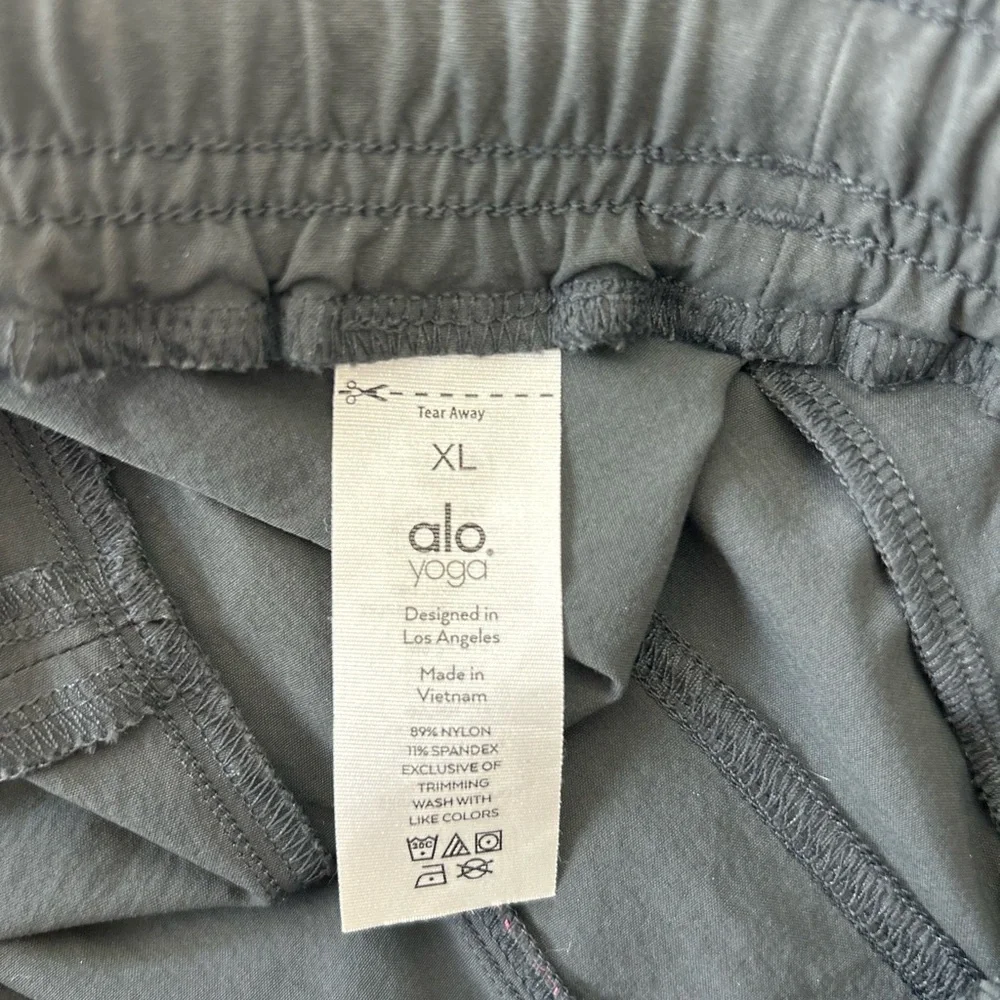 Tear Away
XL
alo.
yoga
Designed in
Los Angeles
Made in
Vietnam
89% NYLON
11% SPANDEX
EXCLUSIVE OF
TRIMMING
WASH WITH
LIKE COLORS
30C